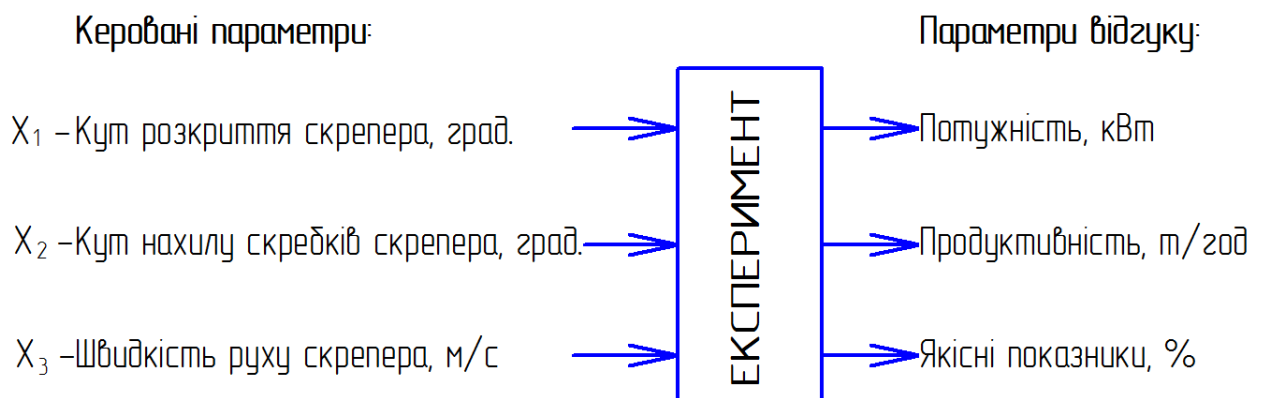 Керовані параметри:
Параметри відгуку:
X₁ – Кут розкриття скрепера, град.
ЕКСПЕРИМЕНТ
Потужність, кВт
X₂ – Кут нахилу скребків скрепера, град.
Продуктивність, т/год
X₃ – Швидкість руху скрепера, м/с
Якісні показники, %